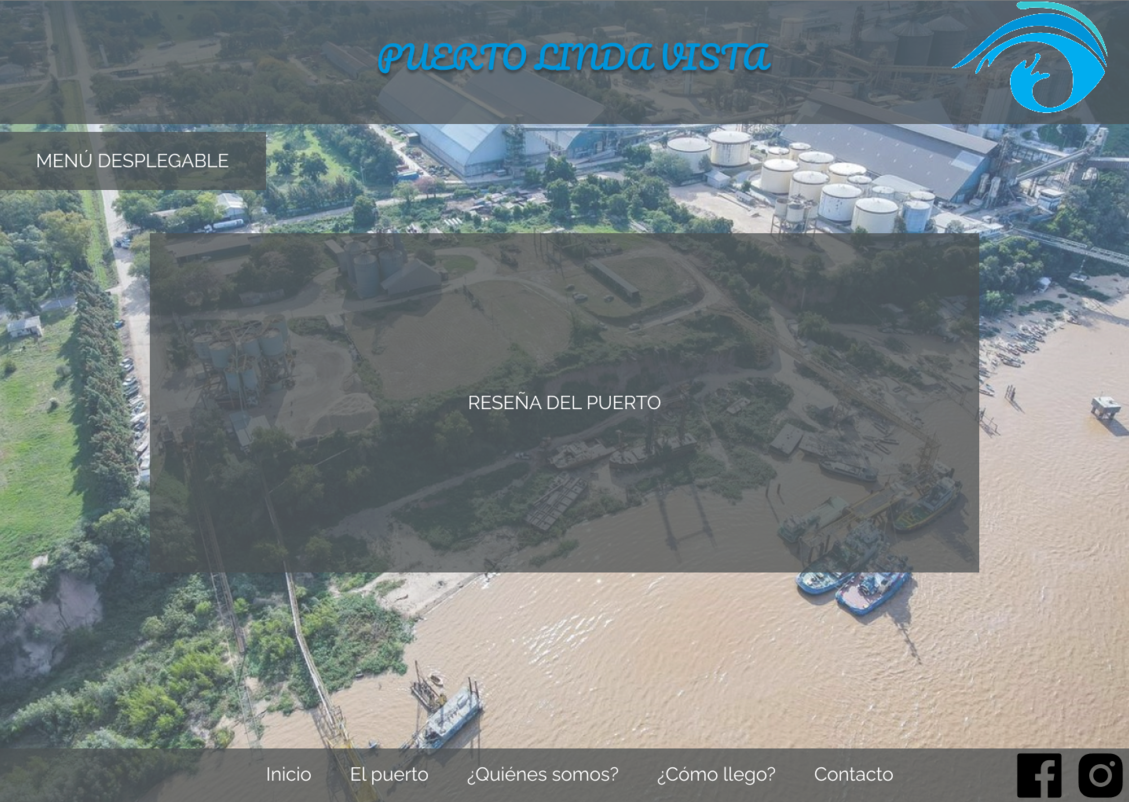 PUERTO LINDA VISTA
MENÚ DESPLEGABLE
RESEÑA DEL PUERTO
Inicio El puerto ¿Quiénes somos? ¿Cómo llego? Contacto